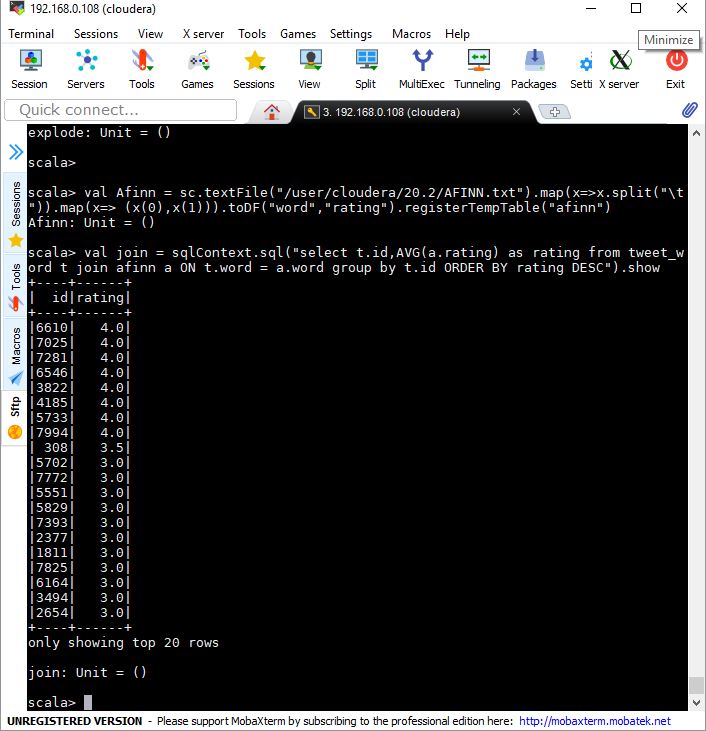 192.168.0.108 (cloudera)
Terminal Sessions View X server Tools Games Settings Macros Help
Minimize
Session Servers Tools Games Sessions View Split MultiExec Tunneling Packages Setti X server Exit
Quick connect...
3. 192.168.0.108 (cloudera)
Sessions
Tools
Macros
Sftp
explode: Unit = ()
scala>
scala> val Afinn = sc.textFile("/user/cloudera/20.2/AFINN.txt").map(x=>x.split("\t
")).map(x=> (x(0),x(1))).toDF("word","rating").registerTempTable("afinn")
Afinn: Unit = ()
scala> val join = sqlContext.sql("select t.id,AVG(a.rating) as rating from tweet_w
ord t join afinn a ON t.word = a.word group by t.id ORDER BY rating DESC").show
+----+------+
|  id|rating|
+----+------+
|6610|   4.0|
|7025|   4.0|
|7281|   4.0|
|6546|   4.0|
|3822|   4.0|
|4185|   4.0|
|5733|   4.0|
|7994|   4.0|
| 308|   3.5|
|5702|   3.0|
|7772|   3.0|
|5551|   3.0|
|5829|   3.0|
|7393|   3.0|
|2377|   3.0|
|1811|   3.0|
|7825|   3.0|
|6164|   3.0|
|3494|   3.0|
|2654|   3.0|
+----+------+
only showing top 20 rows
join: Unit = ()
scala>
UNREGISTERED VERSION - Please support MobaXterm by subscribing to the professional edition here: http://mobaxterm.mobatek.net